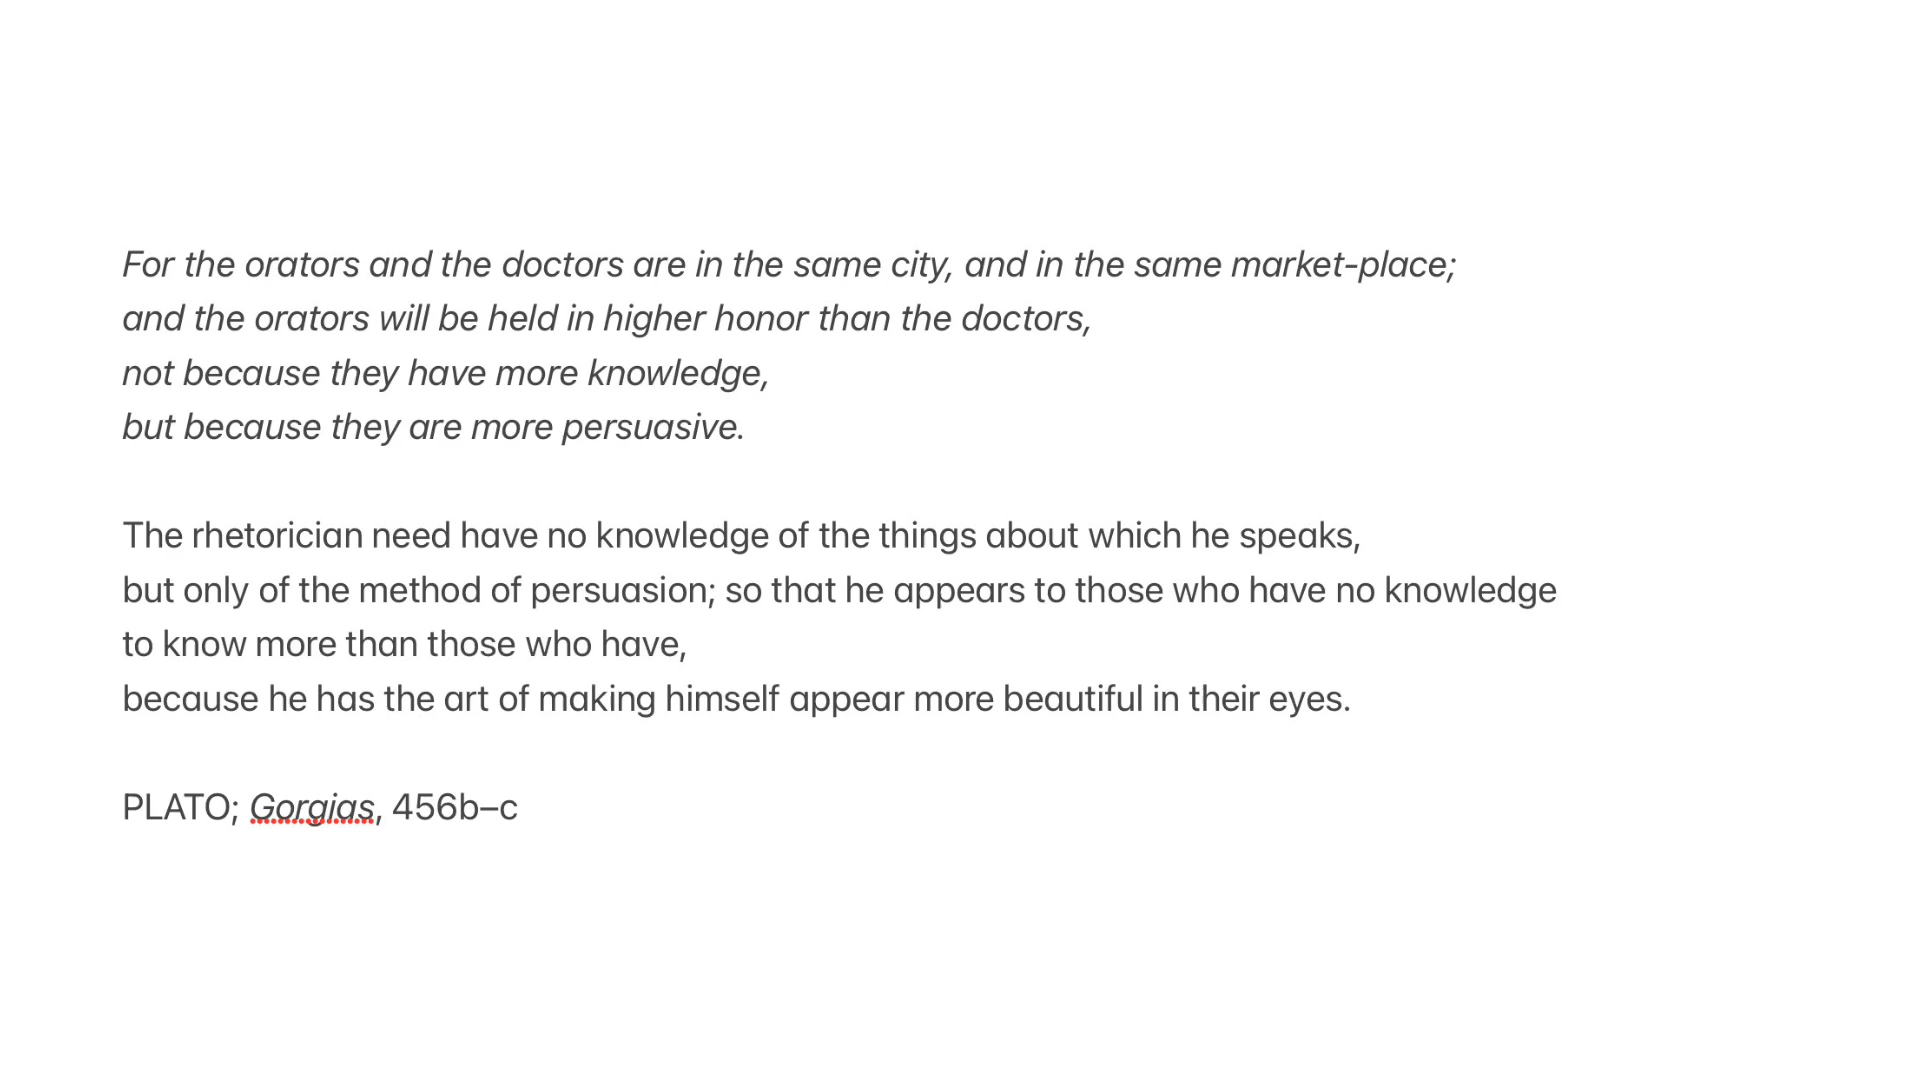 For the orators and the doctors are in the same city, and in the same market-place;
and the orators will be held in higher honor than the doctors,
not because they have more knowledge,
but because they are more persuasive.
The rhetorician need have no knowledge of the things about which he speaks,
but only of the method of persuasion; so that he appears to those who have no knowledge
to know more than those who have,
because he has the art of making himself appear more beautiful in their eyes.
PLATO; Gorgias, 456b–c